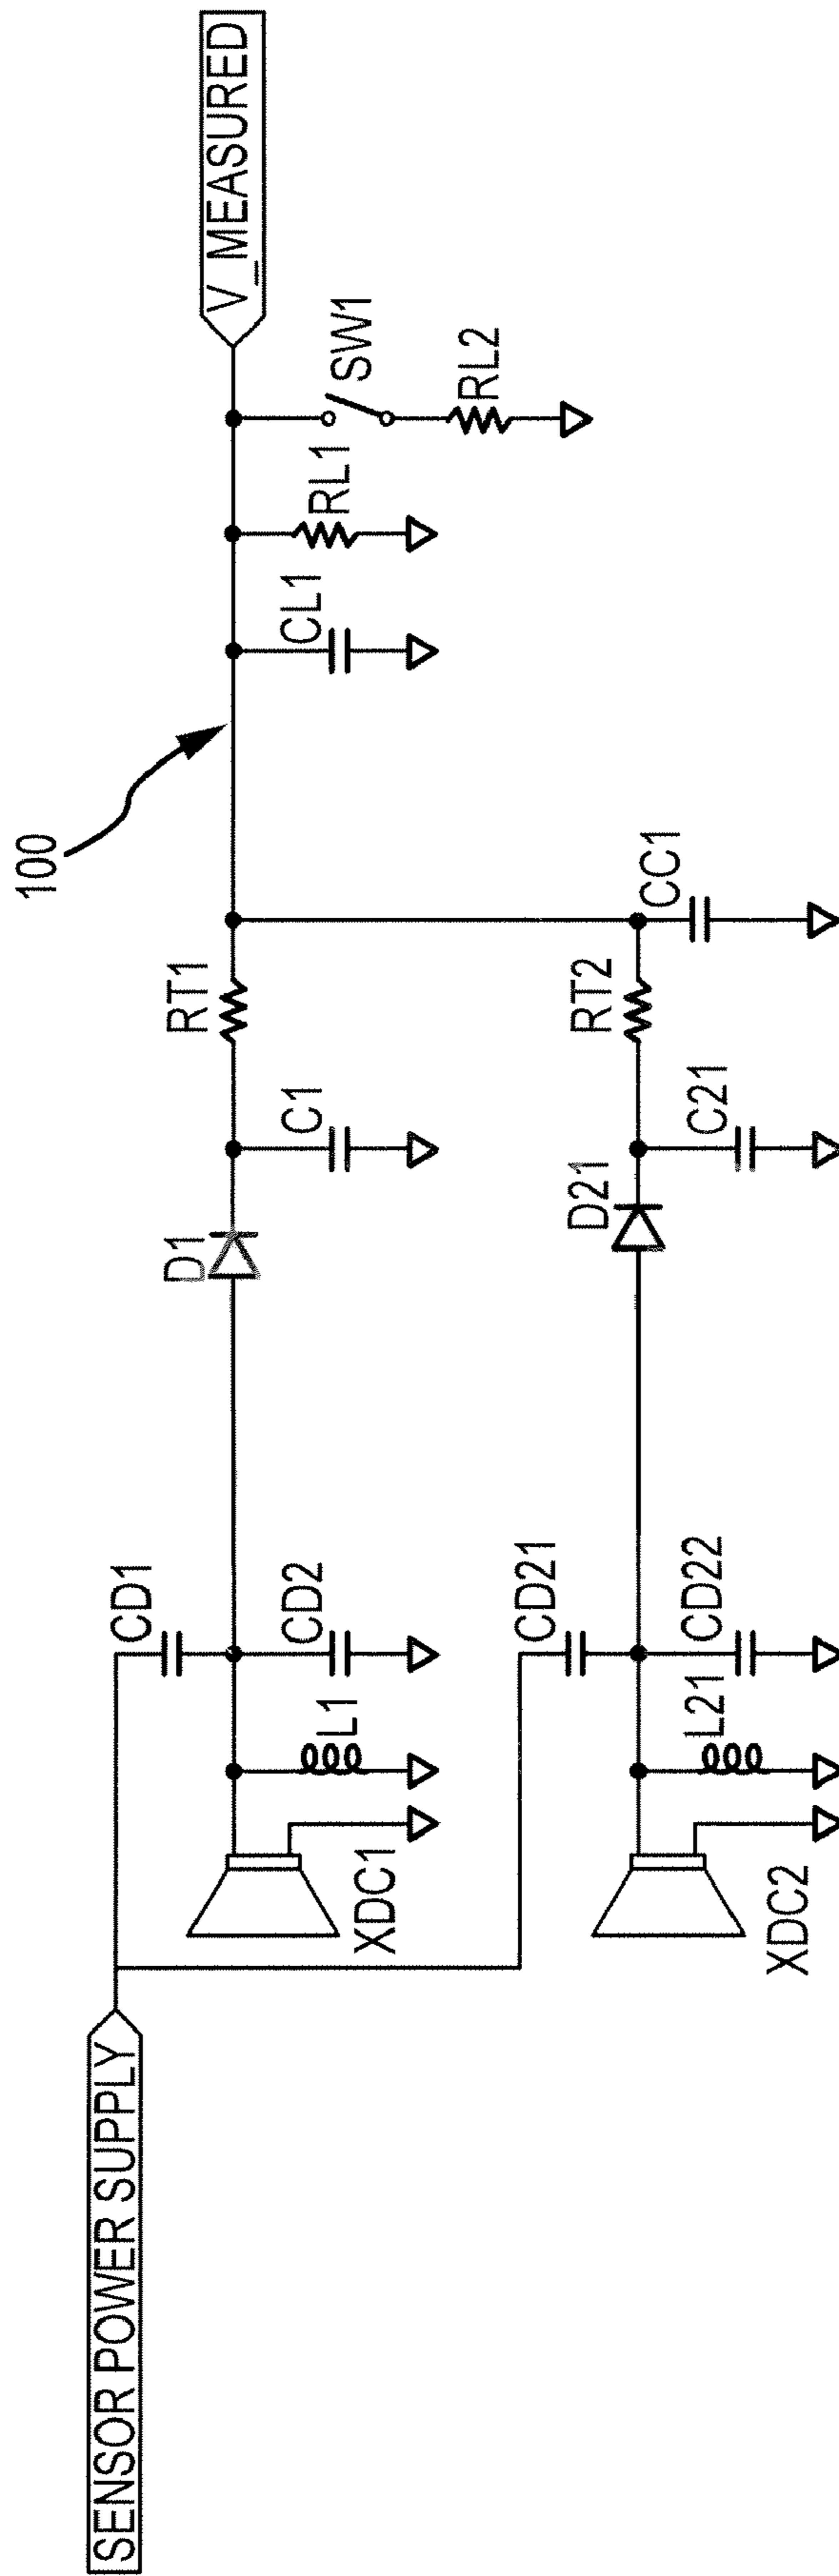 SENSOR POWER SUPPLY
CD1
CD2
L1
XDC1
D1
C1
RT1
100
CL1
RL1
SW1
RL2
V_MEASURED
CD21
CD22
L21
XDC2
D21
C21
RT2
CC1